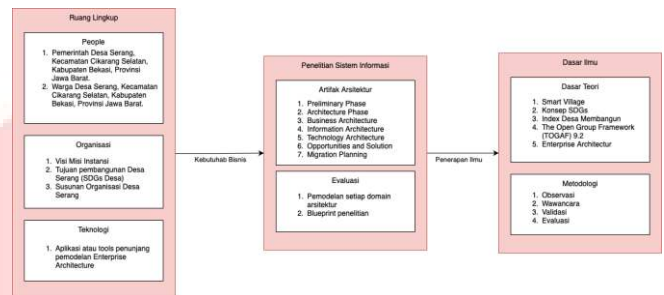 Ruang Lingkup
People
1. Pemerintah Desa Serang,
Kecamatan Cikarang Selatan,
Kabupaten Bekasi, Provinsi
Jawa Barat.
2. Warga Desa Serang, Kecamatan
Cikarang Selatan, Kabupaten
Bekasi, Provinsi Jawa Barat.
Organisasi
1. Visi Misi Instansi
2. Tujuan pembangunan Desa
Serang (SDGs Desa)
3. Susunan Organisasi Desa
Serang
Teknologi
1. Aplikasi atau tools penunjang
pemodelan Enterprise
Architecture
Kebutuhab Bisnis
Penelitian Sistem Informasi
Artifak Arsitektur
1. Preliminary Phase
2. Architecture Phase
3. Business Architecture
4. Information Architecture
5. Technology Architecture
6. Opportunities and Solution
7. Migration Planning
Evaluasi
1. Pemodelan setiap domain
arsitektur
2. Blueprint penelitian
Penerapan Ilmu
Dasar Ilmu
Dasar Teori
1. Smart Village
2. Konsep SDGs
3. Index Desa Membangun
4. The Open Group Framework
(TOGAF) 9.2
5. Enterprise Architectur
Metodologi
1. Observasi
2. Wawancara
3. Validasi
4. Evaluasi